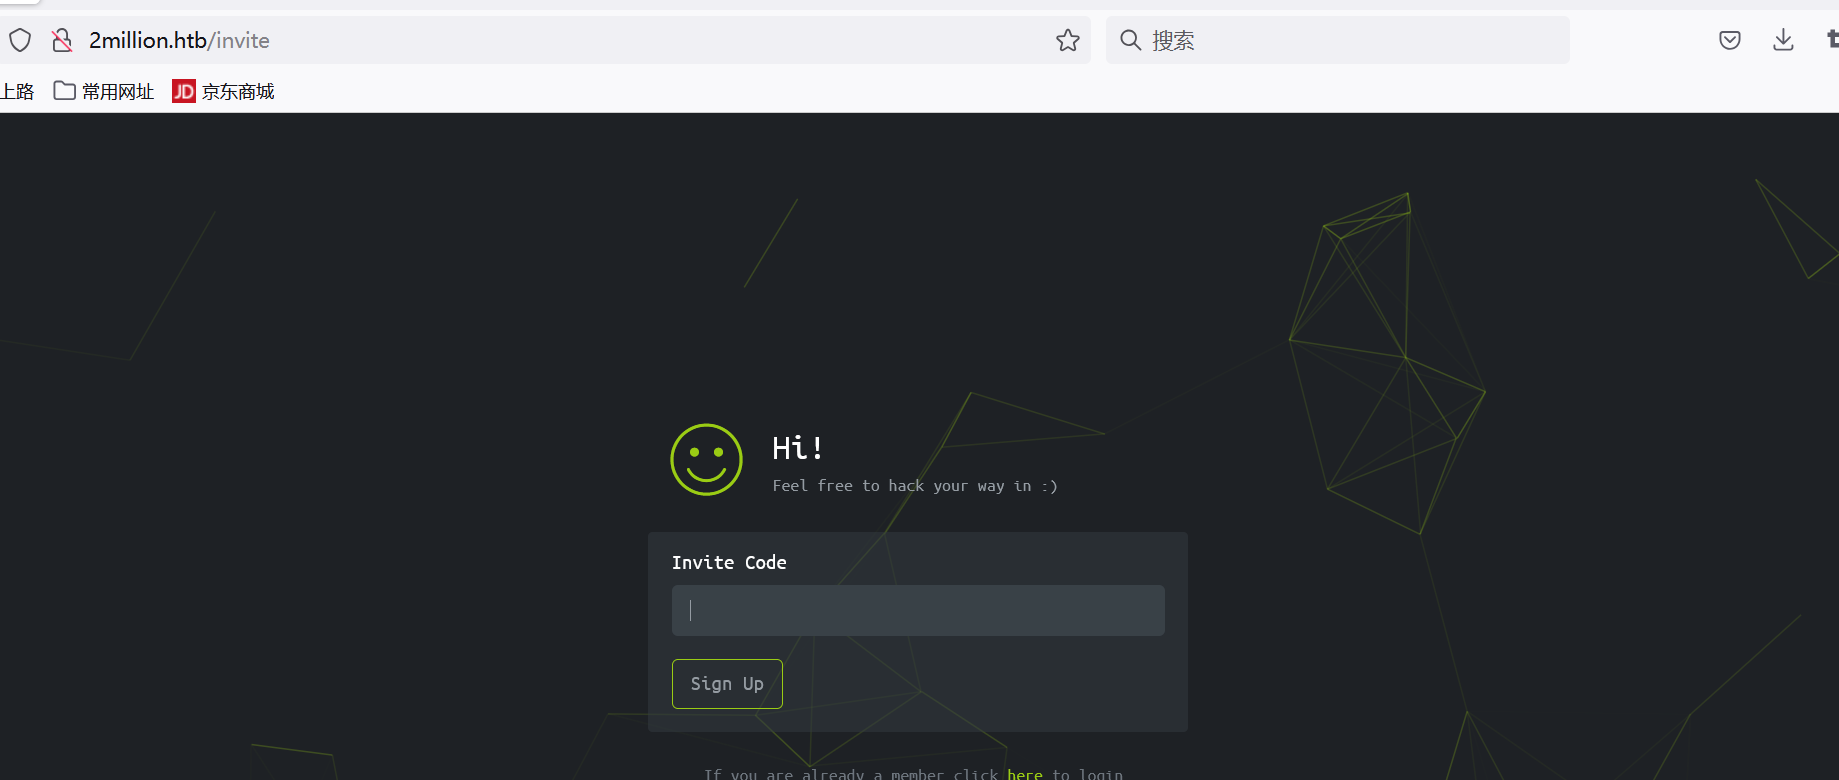 2million.htb/invite
搜索
上路 常用网址 JD 京东商城
Hi!
Feel free to hack your way in :)
Invite Code
Sign Up
If you are already a member click here to login